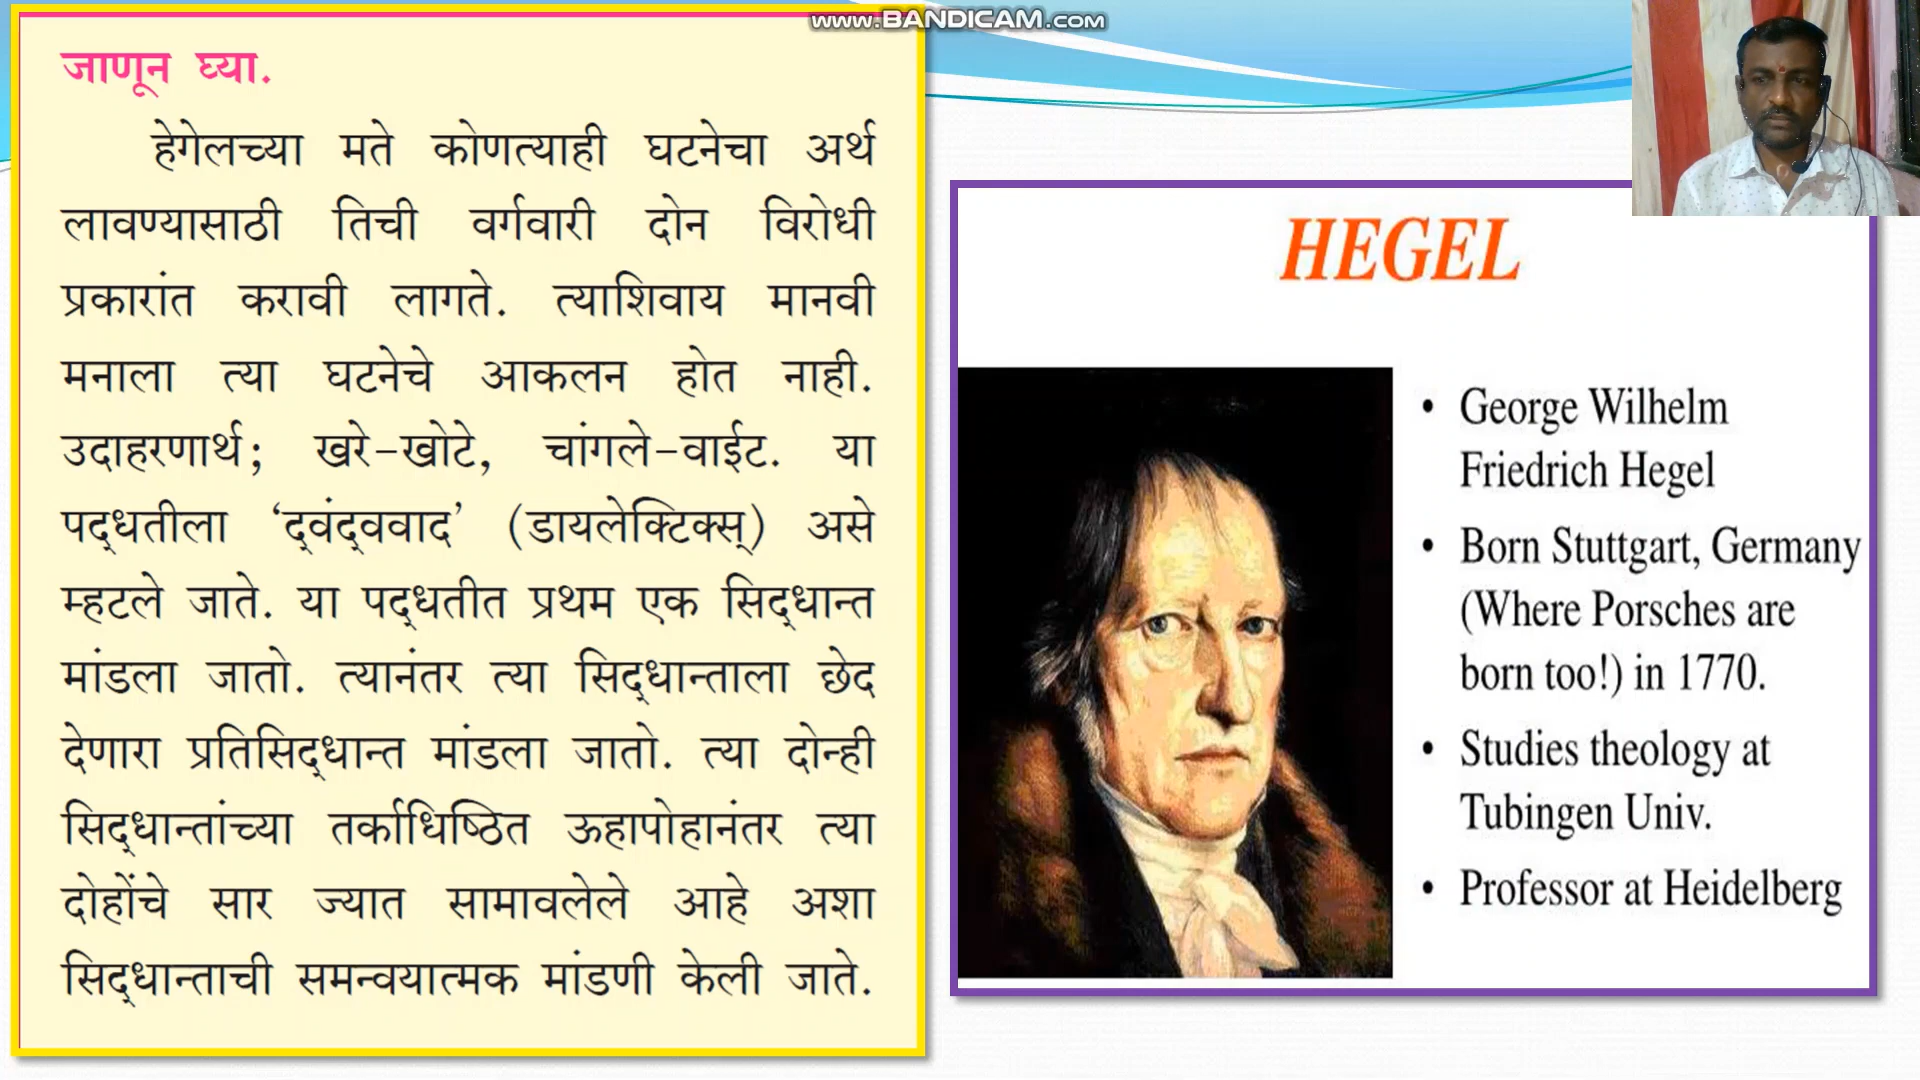 www.BANDICAM.com
जाणून घ्या.
हेगेलच्या मते कोणत्याही घटनेचा अर्थ
लावण्यासाठी तिची वर्गवारी दोन विरोधी
प्रकारांत करावी लागते. त्याशिवाय मानवी
मनाला त्या घटनेचे आकलन होत नाही.
उदाहरणार्थ; खरे-खोटे, चांगले-वाईट. या
पद्धतीला ‘द्वंद्ववाद’ (डायलेक्टिक्स्) असे
म्हटले जाते. या पद्धतीत प्रथम एक सिद्धान्त
मांडला जातो. त्यानंतर त्या सिद्धान्ताला छेद
देणारा प्रतिसिद्धान्त मांडला जातो. त्या दोन्ही
सिद्धान्तांच्या तर्काधिष्ठित ऊहापोहानंतर त्या
दोहोंचे सार ज्यात सामावलेले आहे अशा
सिद्धान्ताची समन्वयात्मक मांडणी केली जाते.
HEGEL
• George Wilhelm
Friedrich Hegel
• Born Stuttgart, Germany
(Where Porsches are
born too!) in 1770.
• Studies theology at
Tubingen Univ.
• Professor at Heidelberg